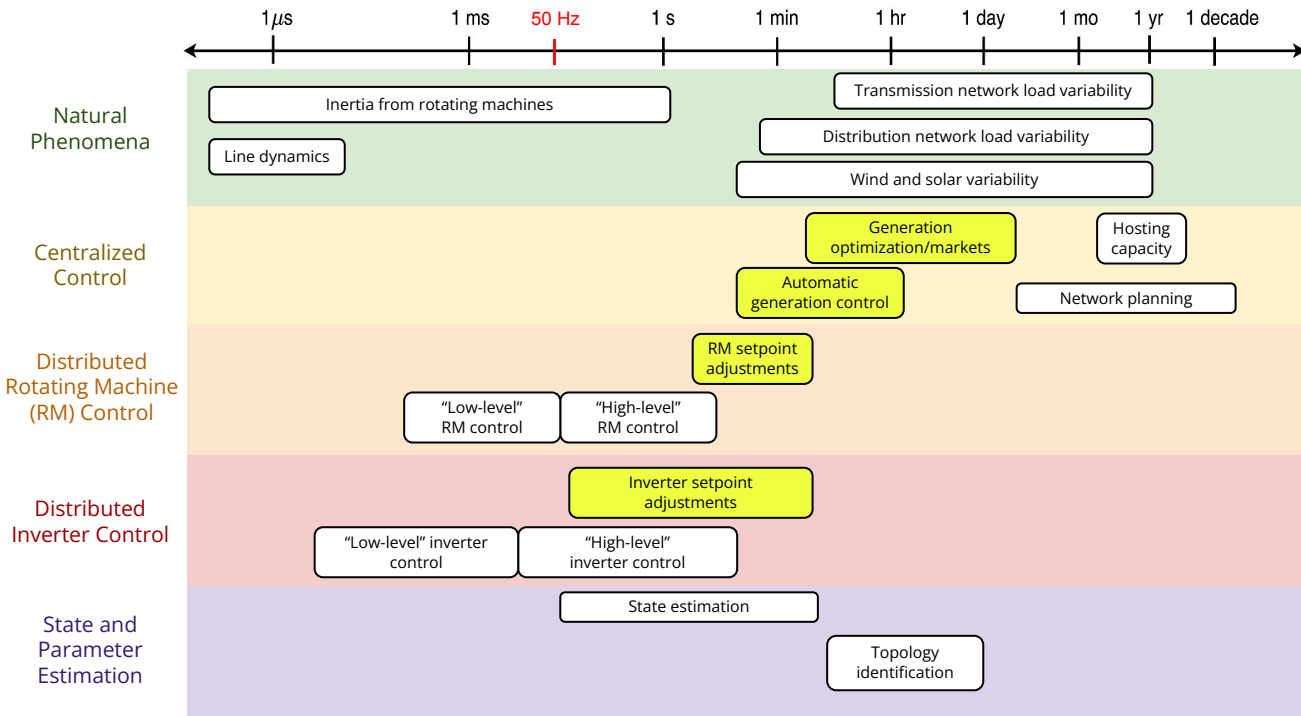 1 μs
1 ms
50 Hz
1 s
1 min
1 hr
1 day
1 mo
1 yr
1 decade
Natural
Phenomena
Inertia from rotating machines
Line dynamics
Transmission network load variability
Distribution network load variability
Wind and solar variability
Centralized
Control
Generation
optimization/markets
Hosting
capacity
Automatic
generation control
Network planning
Distributed
Rotating Machine
(RM) Control
RM setpoint
adjustments
“Low-level”
RM control
“High-level”
RM control
Distributed
Inverter Control
Inverter setpoint
adjustments
“Low-level” inverter
control
“High-level”
inverter control
State and
Parameter
Estimation
State estimation
Topology
identification